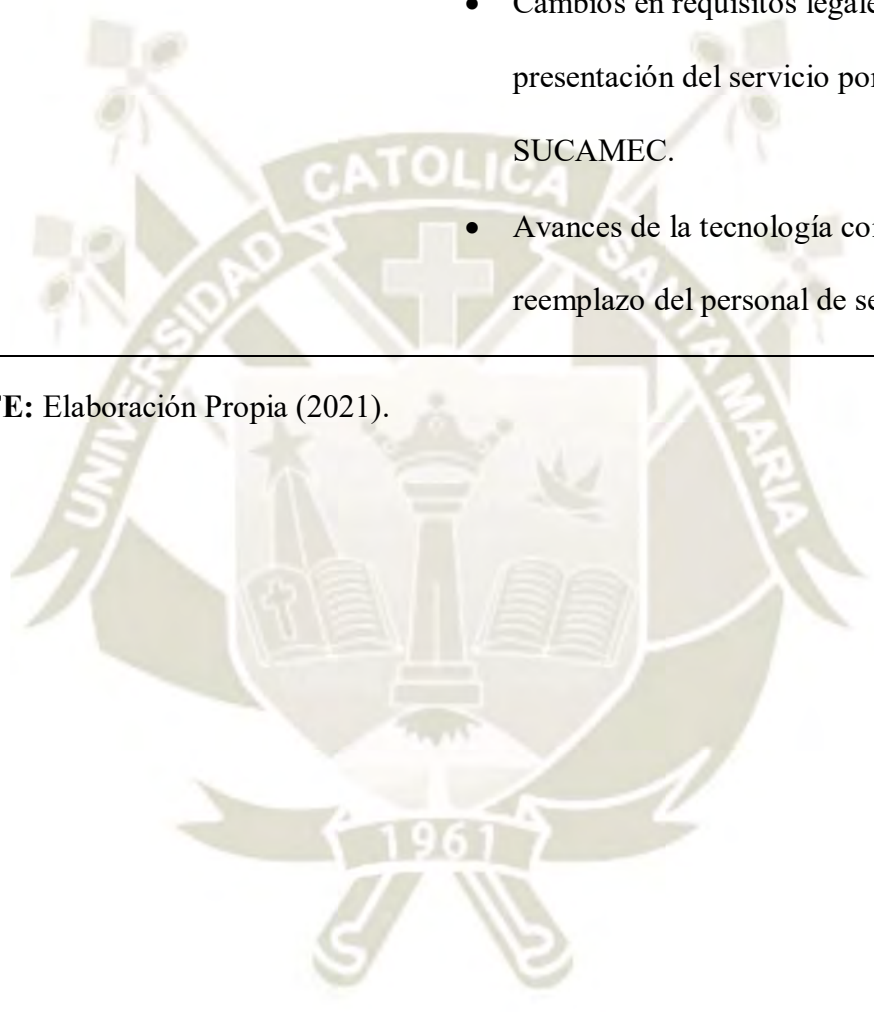 • Cambios en requisitos legale
presentación del servicio por
SUCAMEC.
• Avances de la tecnología co
reemplazo del personal de se
E: Elaboración Propia (2021).
UNIVERSIDAD CATOLICA SANTA MARIA
1961